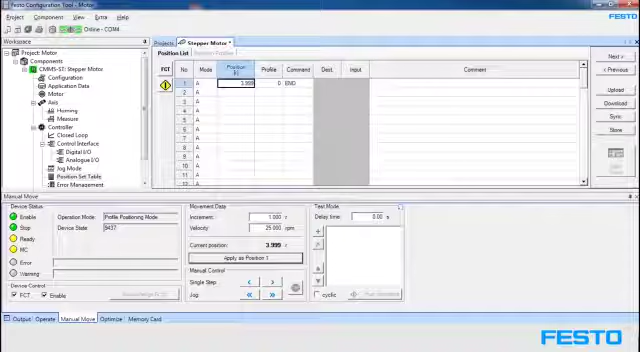 Festo Configuration Tool - Motor
Project Component View Extra Help
FESTO
Online - COM4
Workspace
Projects Stepper Motor *
Project: Motor
Components
CMMS-ST: Stepper Motor
Configuration
Application Data
Motor
Axis
Homing
Measure
Controller
Closed Loop
Control Interface
Digital I/O
Analogue I/O
Jog Mode
Position Set Table
Error Management
Position List Position Profiles
FCT No Mode Position Profile Command Dest. Input Comment
1 A 3.999 0 END
2 A
3 A
4 A
5 A
6 A
7 A
8 A
9 A
10 A
11 A
12 A
Next >
< Previous
Upload
Download
Sync
Store
Manual Move
Device Status
Enable
Stop
Ready
MC
Error
Warning
Operation Mode: Profile Positioning Mode
Device State: 9437
Device Control
FCT Enable
Movement Data
Increment: 1.000 r
Velocity: 25.000 rpm
Current position: 3.999 r
Apply as Position 1
Manual Control
Single Step: < >
Jog: « »
Test Mode
Delay time: 0.00 s
cyclic
Output Operate Manual Move Optimize Memory Card
FESTO